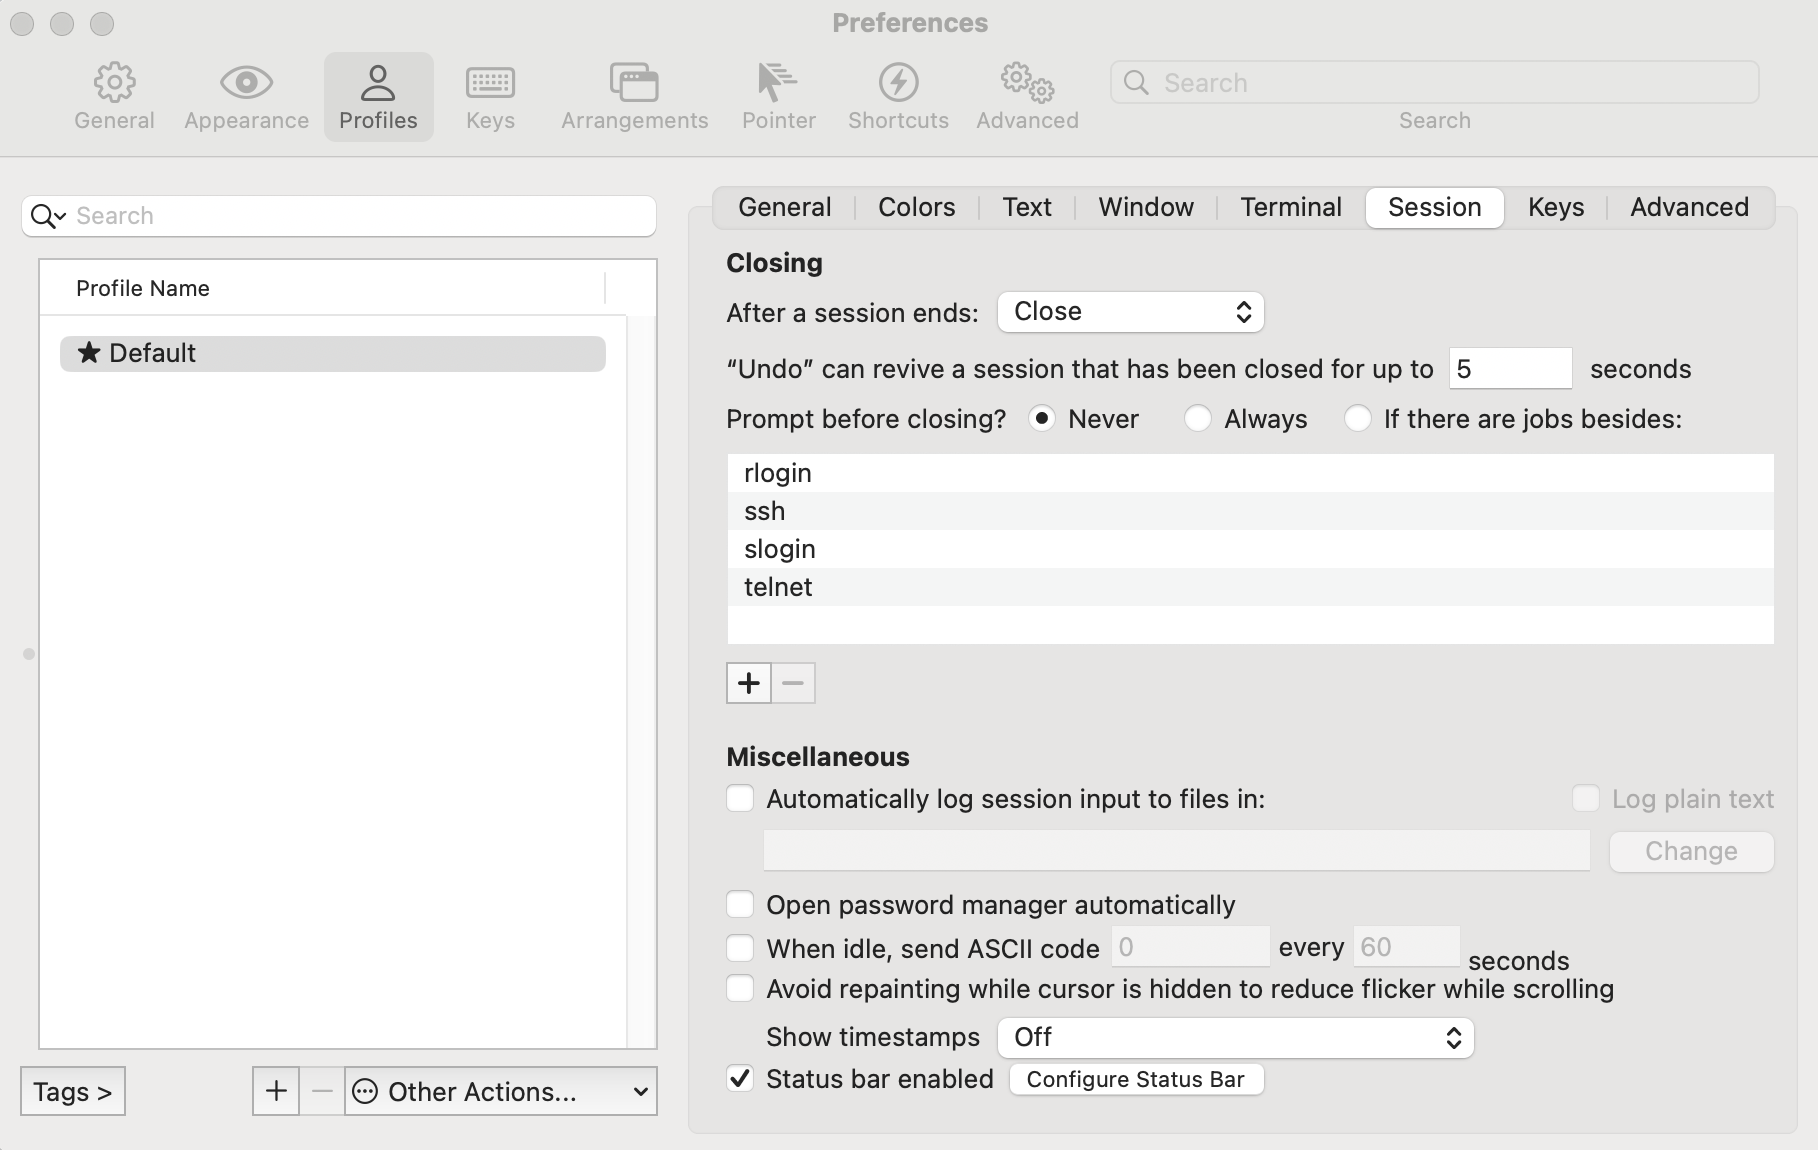 Preferences
General Appearance Profiles Keys Arrangements Pointer Shortcuts Advanced Search
Search
Search
Profile Name
★ Default
Tags >
Other Actions...
General Colors Text Window Terminal Session Keys Advanced
Closing
After a session ends: Close
“Undo” can revive a session that has been closed for up to 5 seconds
Prompt before closing? Never Always If there are jobs besides:
rlogin
ssh
slogin
telnet
Miscellaneous
Automatically log session input to files in: Log plain text
Change
Open password manager automatically
When idle, send ASCII code 0 every 60 seconds
Avoid repainting while cursor is hidden to reduce flicker while scrolling
Show timestamps Off
Status bar enabled Configure Status Bar